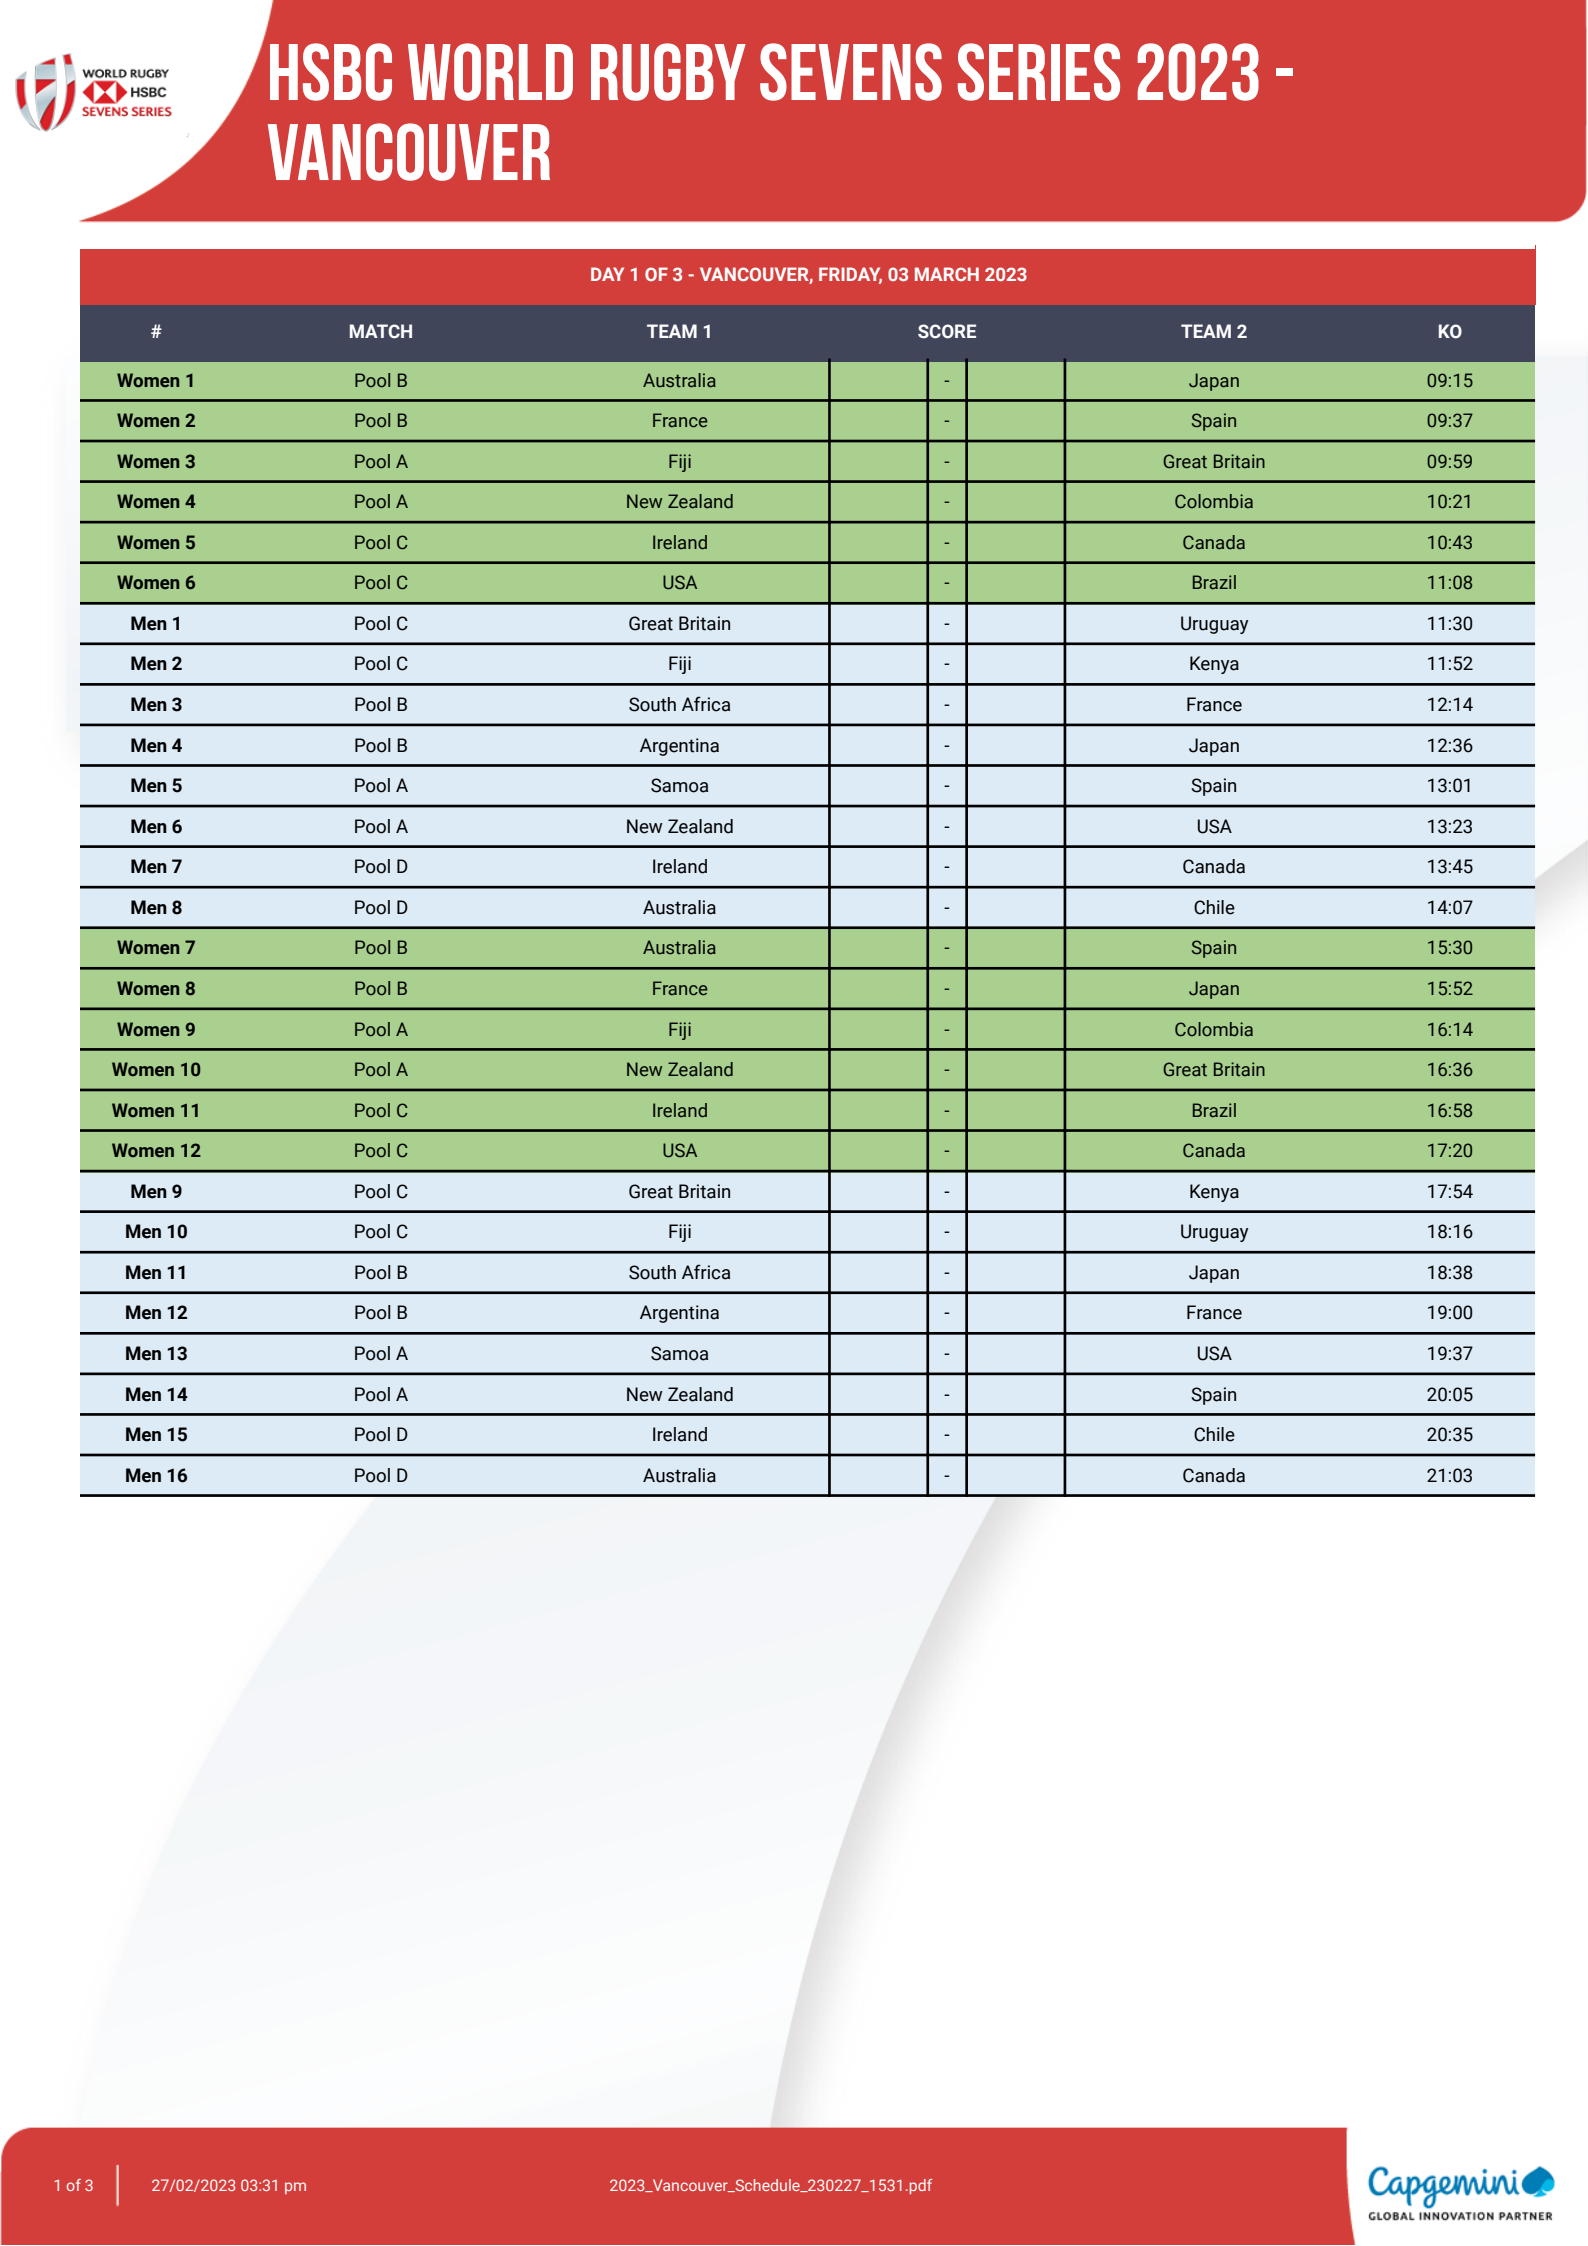 WORLD RUGBY
HSBC
SEVENS SERIES
HSBC WORLD RUGBY SEVENS SERIES 2023 -
VANCOUVER
DAY 1 OF 3 - VANCOUVER, FRIDAY, 03 MARCH 2023
# MATCH TEAM 1 SCORE TEAM 2 KO
Women 1 Pool B Australia - Japan 09:15
Women 2 Pool B France - Spain 09:37
Women 3 Pool A Fiji - Great Britain 09:59
Women 4 Pool A New Zealand - Colombia 10:21
Women 5 Pool C Ireland - Canada 10:43
Women 6 Pool C USA - Brazil 11:08
Men 1 Pool C Great Britain - Uruguay 11:30
Men 2 Pool C Fiji - Kenya 11:52
Men 3 Pool B South Africa - France 12:14
Men 4 Pool B Argentina - Japan 12:36
Men 5 Pool A Samoa - Spain 13:01
Men 6 Pool A New Zealand - USA 13:23
Men 7 Pool D Ireland - Canada 13:45
Men 8 Pool D Australia - Chile 14:07
Women 7 Pool B Australia - Spain 15:30
Women 8 Pool B France - Japan 15:52
Women 9 Pool A Fiji - Colombia 16:14
Women 10 Pool A New Zealand - Great Britain 16:36
Women 11 Pool C Ireland - Brazil 16:58
Women 12 Pool C USA - Canada 17:20
Men 9 Pool C Great Britain - Kenya 17:54
Men 10 Pool C Fiji - Uruguay 18:16
Men 11 Pool B South Africa - Japan 18:38
Men 12 Pool B Argentina - France 19:00
Men 13 Pool A Samoa - USA 19:37
Men 14 Pool A New Zealand - Spain 20:05
Men 15 Pool D Ireland - Chile 20:35
Men 16 Pool D Australia - Canada 21:03
1 of 3 27/02/2023 03:31 pm 2023_Vancouver_Schedule_230227_1531.pdf
Capgemini
GLOBAL INNOVATION PARTNER